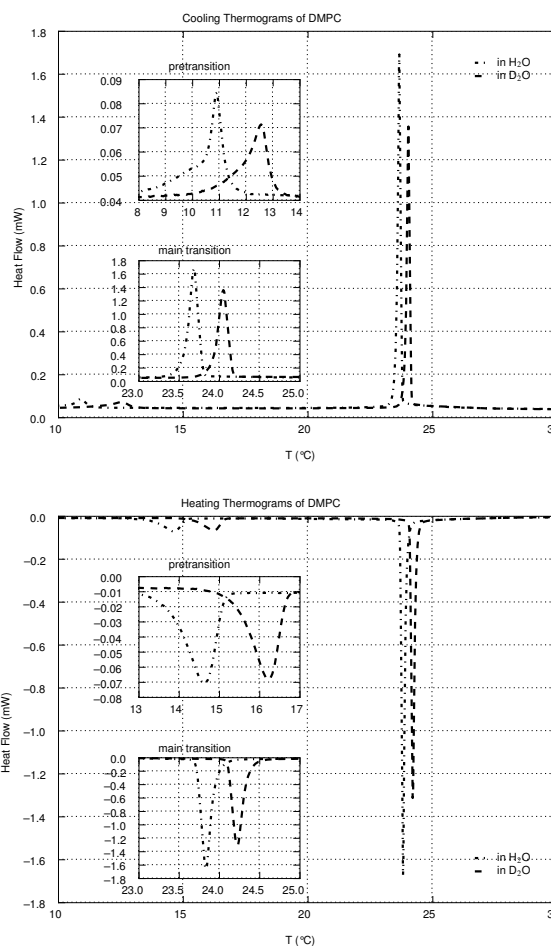 Cooling Thermograms of DMPC
1.8
1.6
1.4
1.2
1.0
0.8
0.6
0.4
0.2
0.0
Heat Flow (mW)
in H₂O
in D₂O
pretransition
0.09
0.08
0.07
0.06
0.05
0.04
8 9 10 11 12 13 14
main transition
1.8
1.6
1.4
1.2
1.0
0.8
0.6
0.4
0.2
0.0
23.0 23.5 24.0 24.5 25.0
10 15 20 25 30
T (°C)
Heating Thermograms of DMPC
0.0
−0.2
−0.4
−0.6
−0.8
−1.0
−1.2
−1.4
−1.6
−1.8
Heat Flow (mW)
pretransition
0.00
−0.01
−0.02
−0.03
−0.04
−0.05
−0.06
−0.07
−0.08
13 14 15 16 17
main transition
0.0
−0.2
−0.4
−0.6
−0.8
−1.0
−1.2
−1.4
−1.6
−1.8
23.0 23.5 24.0 24.5 25.0
in H₂O
in D₂O
10 15 20 25
T (°C)